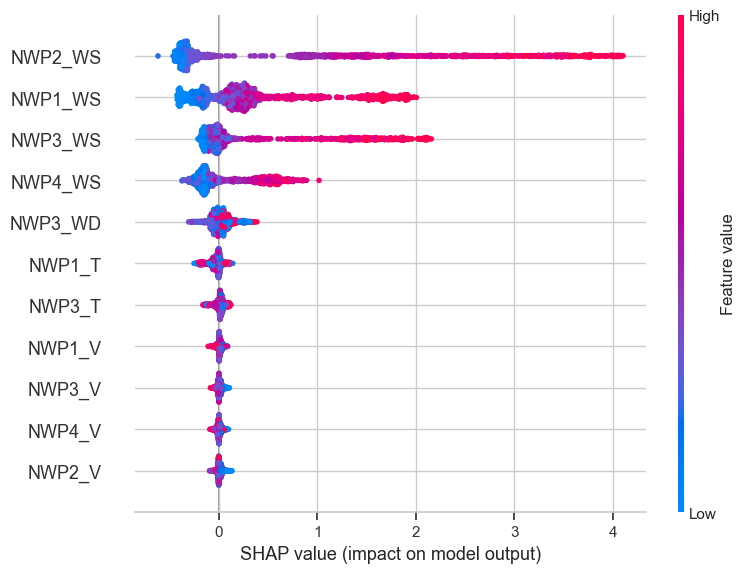 High
NWP2_WS
NWP1_WS
NWP3_WS
NWP4_WS
NWP3_WD
NWP1_T
NWP3_T
NWP1_V
NWP3_V
NWP4_V
NWP2_V
Feature value
Low
0 1 2 3 4
SHAP value (impact on model output)